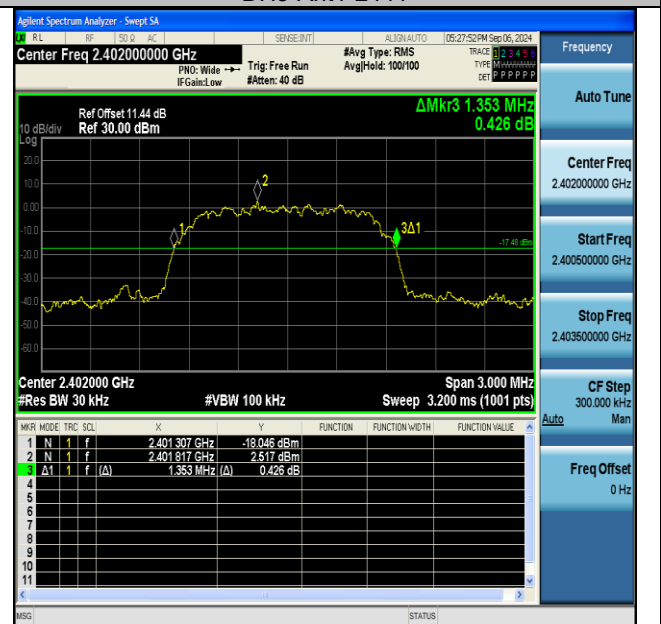 Agilent Spectrum Analyzer - Swept SA
RL RF 50 Ω AC SENSE:INT ALIGN AUTO 05:27:52 PM Sep 06, 2024
Center Freq 2.402000000 GHz
PNO: Wide
IFGain:Low
Trig: Free Run
#Atten: 40 dB
#Avg Type: RMS
Avg|Hold: 100/100
TRACE 1 2 3 4 5 6
TYPE M
DET P P P P P P
Ref Offset 11.44 dB
10 dB/div Ref 30.00 dBm
Log
ΔMkr3 1.353 MHz
0.426 dB
20.0
10.0
0.00
-10.0
-20.0
-30.0
-40.0
-50.0
-60.0
1
2
3Δ1
-17.48 dBm
Center 2.402000 GHz Span 3.000 MHz
#Res BW 30 kHz #VBW 100 kHz Sweep 3.200 ms (1001 pts)
MKR MODE TRC SCL X Y FUNCTION FUNCTION WIDTH FUNCTION VALUE
1 N 1 f 2.401 307 GHz -18.046 dBm
2 N 1 f 2.401 817 GHz 2.517 dBm
3 Δ1 1 f (Δ) 1.353 MHz (Δ) 0.426 dB
4
5
6
7
8
9
10
11
MSG STATUS
Frequency
Auto Tune
Center Freq
2.402000000 GHz
Start Freq
2.400500000 GHz
Stop Freq
2.403500000 GHz
CF Step
300.000 kHz
Auto Man
Freq Offset
0 Hz